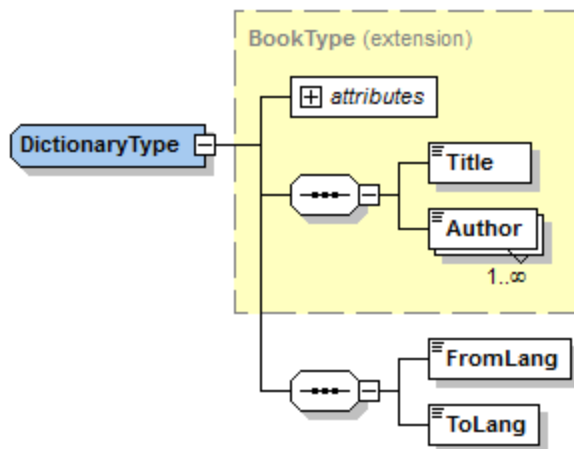 BookType (extension)
attributes
DictionaryType
Title
Author
1..∞
FromLang
ToLang